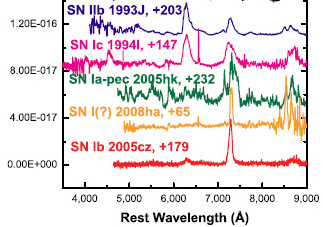 1.20E-016
SN IIb 1993J, +203
SN Ic 1994I, +147
8.00E-017
SN Ia-pec 2005hk, +232
4.00E-017
SN I(?) 2008ha, +65
SN Ib 2005cz, +179
0.00E+000
4,000 5,000 6,000 7,000 8,000 9,000
Rest Wavelength (Å)